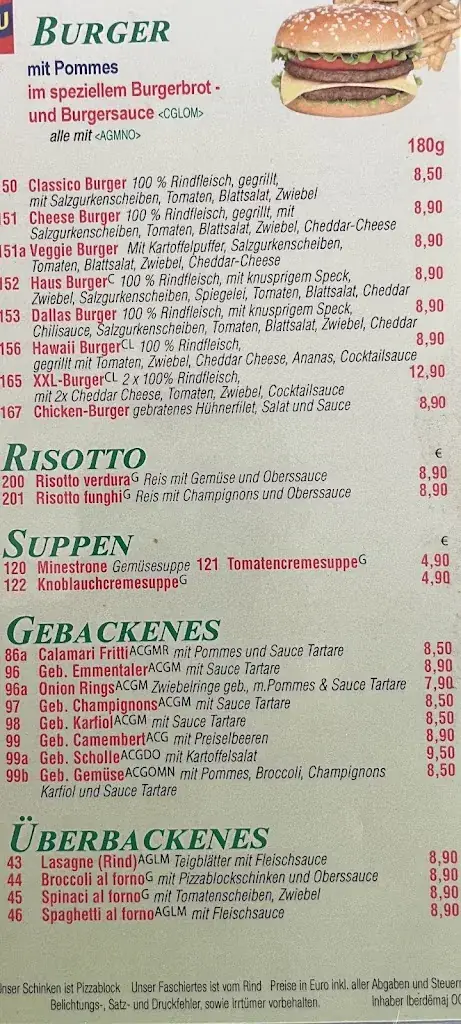 BURGER
mit Pommes
im speziellem Burgerbrot -
und Burgersauce <CGLOM>
alle mit <AGMNO>
180g
50 Classico Burger 100 % Rindfleisch, gegrillt, 8,50
mit Salzgurkenscheiben, Tomaten, Blattsalat, Zwiebel
151 Cheese Burger 100 % Rindfleisch, gegrillt, mit 8,90
Salzgurkenscheiben, Tomaten, Blattsalat, Zwiebel, Cheddar-Cheese
151a Veggie Burger Mit Kartoffelpuffer, Salzgurkenscheiben, 8,90
Tomaten, Blattsalat, Zwiebel, Cheddar-Cheese
152 Haus BurgerC 100 % Rindfleisch, mit knusprigem Speck, 8,90
Zwiebel, Salzgurkenscheiben, Spiegelei, Tomaten, Blattsalat, Cheddar
153 Dallas Burger 100 % Rindfleisch, mit knusprigem Speck, 8,90
Chilisauce, Salzgurkenscheiben, Tomaten, Blattsalat, Zwiebel, Cheddar
156 Hawaii BurgerCL 100 % Rindfleisch, 8,90
gegrillt mit Tomaten, Zwiebel, Cheddar Cheese, Ananas, Cocktailsauce
165 XXL-BurgerCL 2 x 100% Rindfleisch, 12,90
mit 2x Cheddar Cheese, Tomaten, Zwiebel, Cocktailsauce
167 Chicken-Burger gebratenes Hühnerfilet, Salat und Sauce 8,90
RISOTTO €
200 Risotto verduraG Reis mit Gemüse und Oberssauce 8,90
201 Risotto funghiG Reis mit Champignons und Oberssauce 8,90
SUPPEN €
120 Minestrone Gemüsesuppe 121 TomatencremesuppeG 4,90
122 KnoblauchcremesuppeG 4,90
GEBACKENES
86a Calamari FrittiACGMR mit Pommes und Sauce Tartare 8,50
96 Geb. EmmentalerACGM mit Sauce Tartare 8,90
96a Onion RingsACGM Zwiebelringe geb., m.Pommes & Sauce Tartare 7,90
97 Geb. ChampignonsACGM mit Sauce Tartare 8,50
98 Geb. KarfiolACGM mit Sauce Tartare 8,50
99 Geb. CamembertACG mit Preiselbeeren 8,90
99a Geb. ScholleACGDO mit Kartoffelsalat 9,50
99b Geb. GemüseACGOMN mit Pommes, Broccoli, Champignons 8,50
Karfiol und Sauce Tartare
ÜBERBACKENES
43 Lasagne (Rind)AGLM Teigblätter mit Fleischsauce 8,90
44 Broccoli al fornoG mit Pizzablockschinken und Oberssauce 8,90
45 Spinaci al fornoG mit Tomatenscheiben, Zwiebel 8,90
46 Spaghetti al fornoAGLM mit Fleischsauce 8,90
Unser Schinken ist Pizzablock Unser Faschiertes ist vom Rind Preise in Euro inkl. aller Abgaben und Steuern
Belichtungs-, Satz- und Druckfehler, sowie Irrtümer vorbehalten. Inhaber Iberdemaj OG